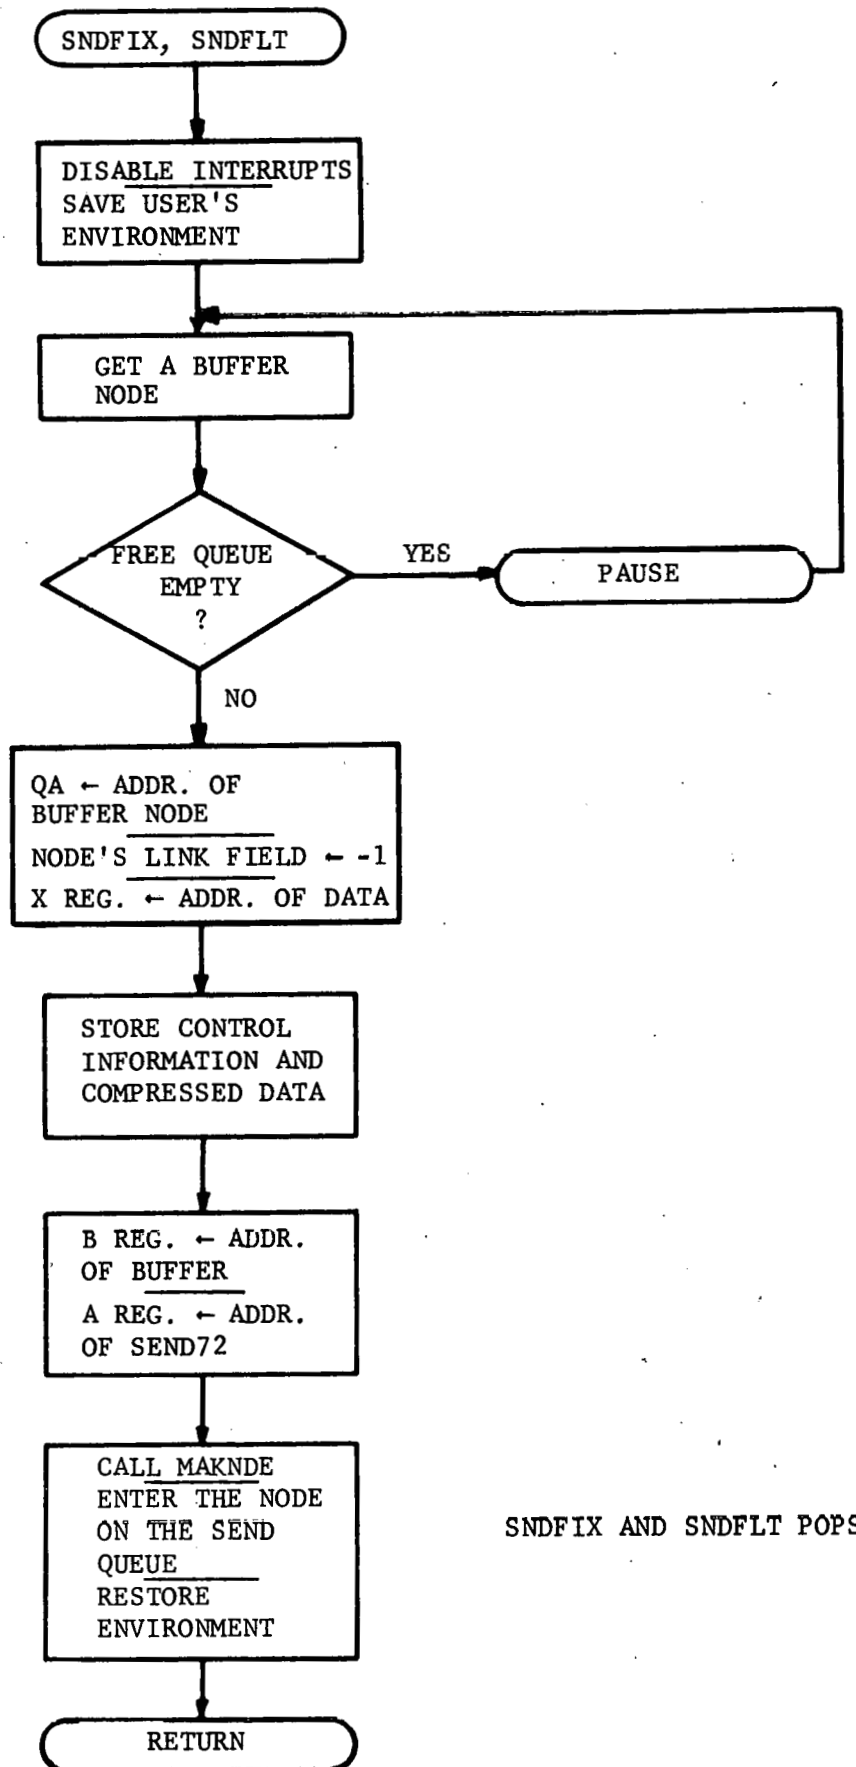 SNDFIX, SNDFLT
DISABLE INTERRUPTS
SAVE USER'S
ENVIRONMENT
GET A BUFFER
NODE
FREE QUEUE
EMPTY
?
YES
PAUSE
NO
QA ← ADDR. OF
BUFFER NODE
NODE'S LINK FIELD ← -1
X REG. ← ADDR. OF DATA
STORE CONTROL
INFORMATION AND
COMPRESSED DATA
B REG. ← ADDR.
OF BUFFER
A REG. ← ADDR.
OF SEND72
CALL MAKNDE
ENTER THE NODE
ON THE SEND
QUEUE
RESTORE
ENVIRONMENT
SNDFIX AND SNDFLT POPS
RETURN